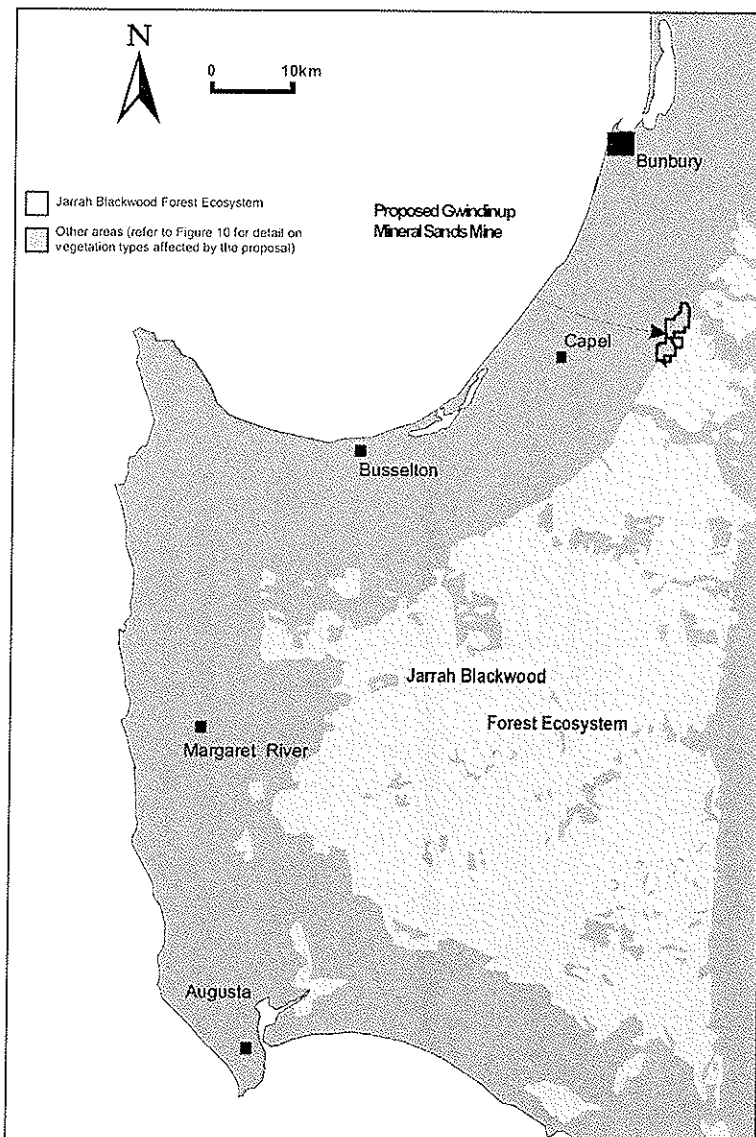 N
0 10km
Bunbury
Jarrah Blackwood Forest Ecosystem
Other areas (refer to Figure 10 for detail on
vegetation types affected by the proposal)
Proposed Gwindinup
Mineral Sands Mine
Capel
Busselton
Jarrah Blackwood
Forest Ecosystem
Margaret River
Augusta